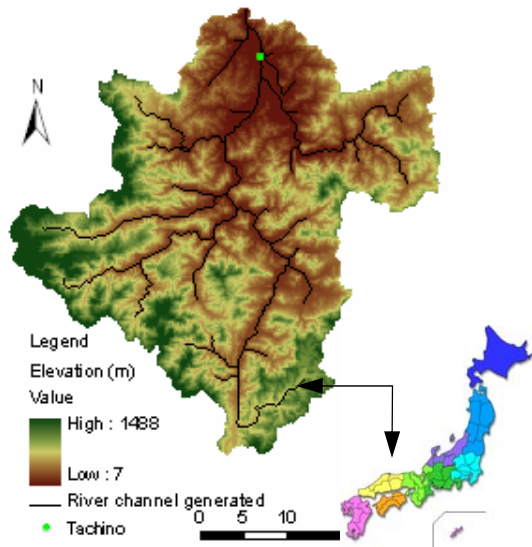 N
Legend
Elevation (m)
Value
High : 1488
Low : 7
River channel generated
Tachino
0 5 10